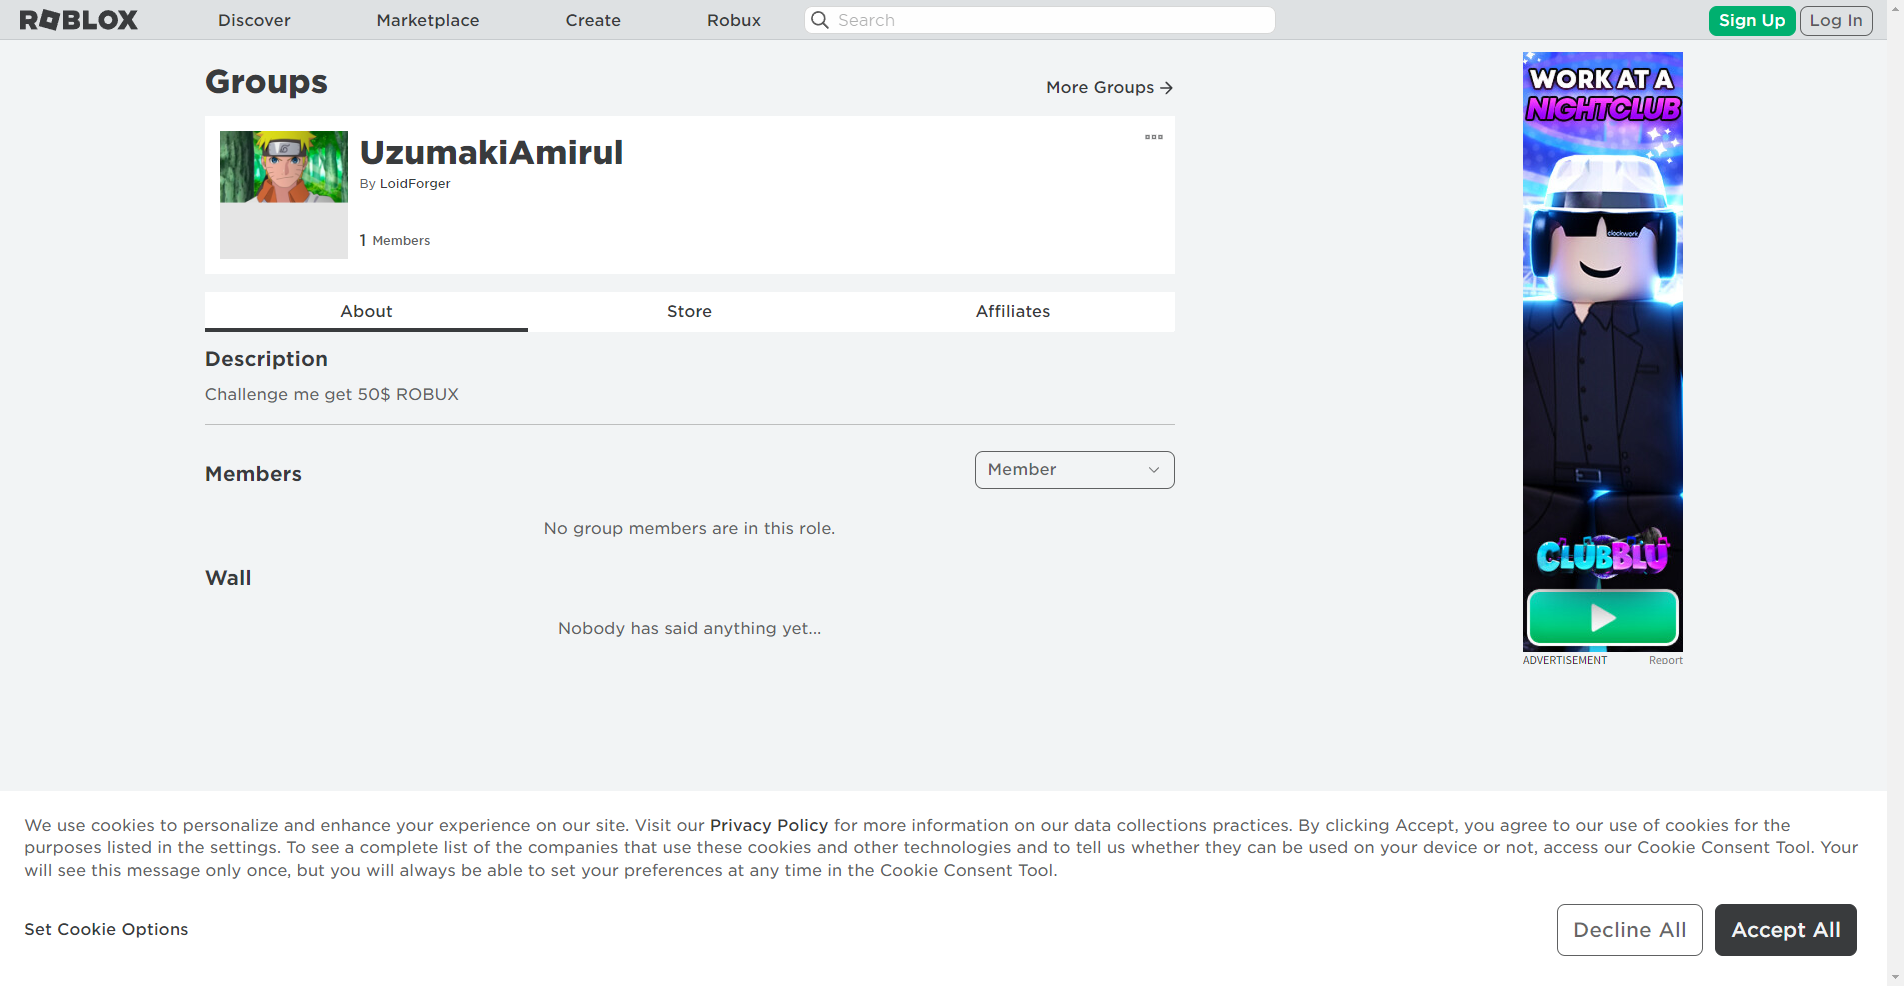 ROBLOX
Discover
Marketplace
Create
Robux
Search
Sign Up
Log In
Groups
More Groups →
UzumakiAmirul
By LoidForger
1 Members
About
Store
Affiliates
Description
Challenge me get 50$ ROBUX
Members
Member
No group members are in this role.
Wall
Nobody has said anything yet...
WORK AT A
NIGHTCLUB
clockwork
CLUBBLU
ADVERTISEMENT
Report
We use cookies to personalize and enhance your experience on our site. Visit our Privacy Policy for more information on our data collections practices. By clicking Accept, you agree to our use of cookies for the
purposes listed in the settings. To see a complete list of the companies that use these cookies and other technologies and to tell us whether they can be used on your device or not, access our Cookie Consent Tool. Your
will see this message only once, but you will always be able to set your preferences at any time in the Cookie Consent Tool.
Set Cookie Options
Decline All
Accept All